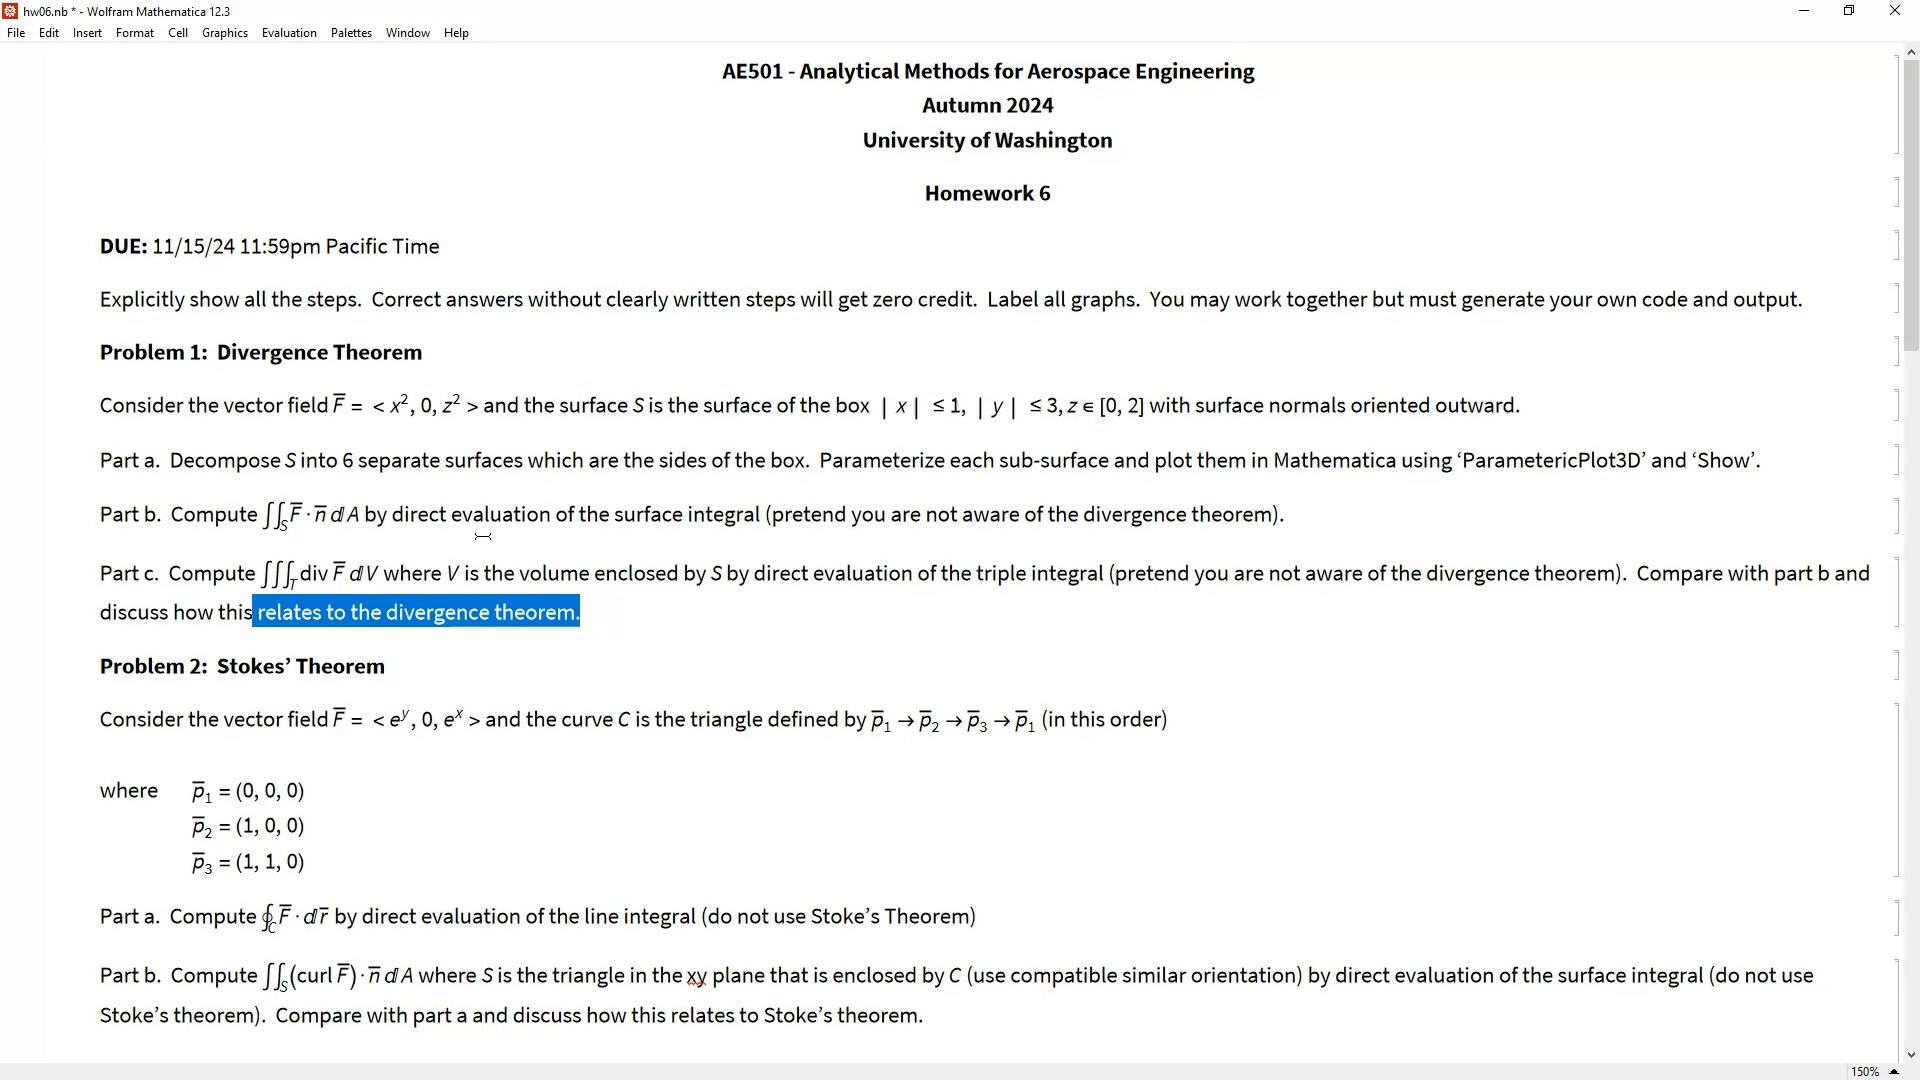 hw06.nb * - Wolfram Mathematica 12.3
File Edit Insert Format Cell Graphics Evaluation Palettes Window Help
AE501 - Analytical Methods for Aerospace Engineering
Autumn 2024
University of Washington
Homework 6
DUE: 11/15/24 11:59pm Pacific Time
Explicitly show all the steps. Correct answers without clearly written steps will get zero credit. Label all graphs. You may work together but must generate your own code and output.
Problem 1: Divergence Theorem
Consider the vector field F̅ = < x², 0, z² > and the surface S is the surface of the box | x | ≤ 1, | y | ≤ 3, z ∈ [0, 2] with surface normals oriented outward.
Part a. Decompose S into 6 separate surfaces which are the sides of the box. Parameterize each sub-surface and plot them in Mathematica using ‘ParametericPlot3D’ and ‘Show’.
Part b. Compute ∫∫_S F̅ · n̅ ⅆA by direct evaluation of the surface integral (pretend you are not aware of the divergence theorem).
Part c. Compute ∫∫∫_T div F̅ ⅆV where V is the volume enclosed by S by direct evaluation of the triple integral (pretend you are not aware of the divergence theorem). Compare with part b and
discuss how this relates to the divergence theorem.
Problem 2: Stokes’ Theorem
Consider the vector field F̅ = < eʸ, 0, eˣ > and the curve C is the triangle defined by p̅₁ → p̅₂ → p̅₃ → p̅₁ (in this order)
where p̅₁ = (0, 0, 0)
p̅₂ = (1, 0, 0)
p̅₃ = (1, 1, 0)
Part a. Compute ∮_C F̅ · ⅆr̅ by direct evaluation of the line integral (do not use Stoke’s Theorem)
Part b. Compute ∫∫_S (curl F̅) · n̅ ⅆA where S is the triangle in the xy plane that is enclosed by C (use compatible similar orientation) by direct evaluation of the surface integral (do not use
Stoke’s theorem). Compare with part a and discuss how this relates to Stoke’s theorem.
150%